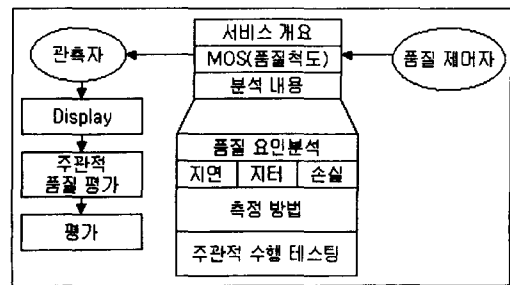 관측자
Display
주관적
품질 평가
평가
서비스 개요
MOS(품질척도)
분석 내용
품질 요인분석
지연 지터 손실
측정 방법
주관적 수행 테스팅
품질 제어자